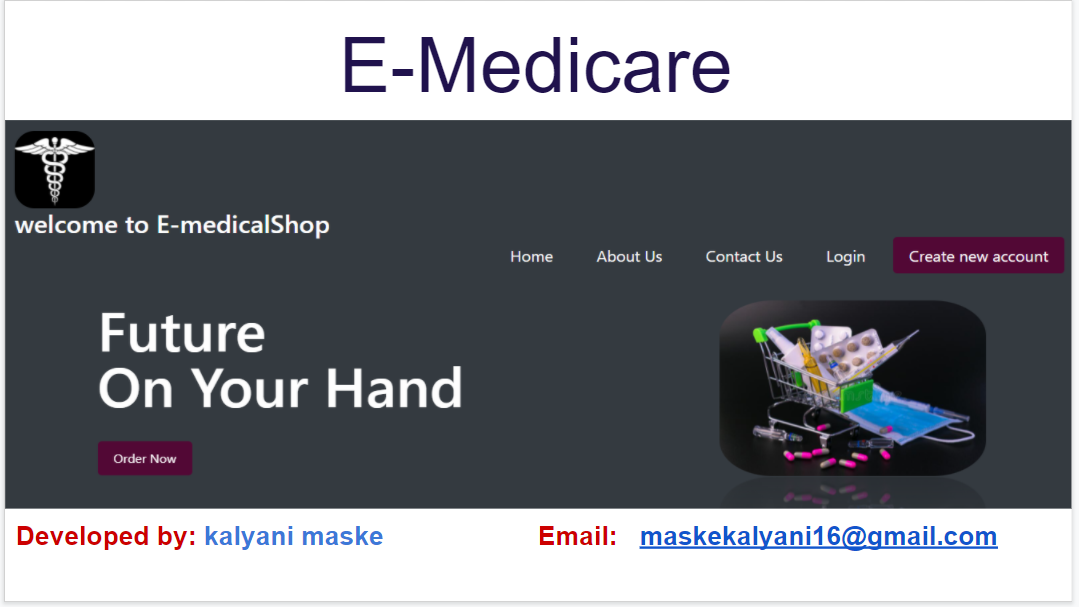 E-Medicare
welcome to E-medicalShop
Home About Us Contact Us Login Create new account
Future
On Your Hand
Order Now
Developed by: kalyani maske Email: maskekalyani16@gmail.com